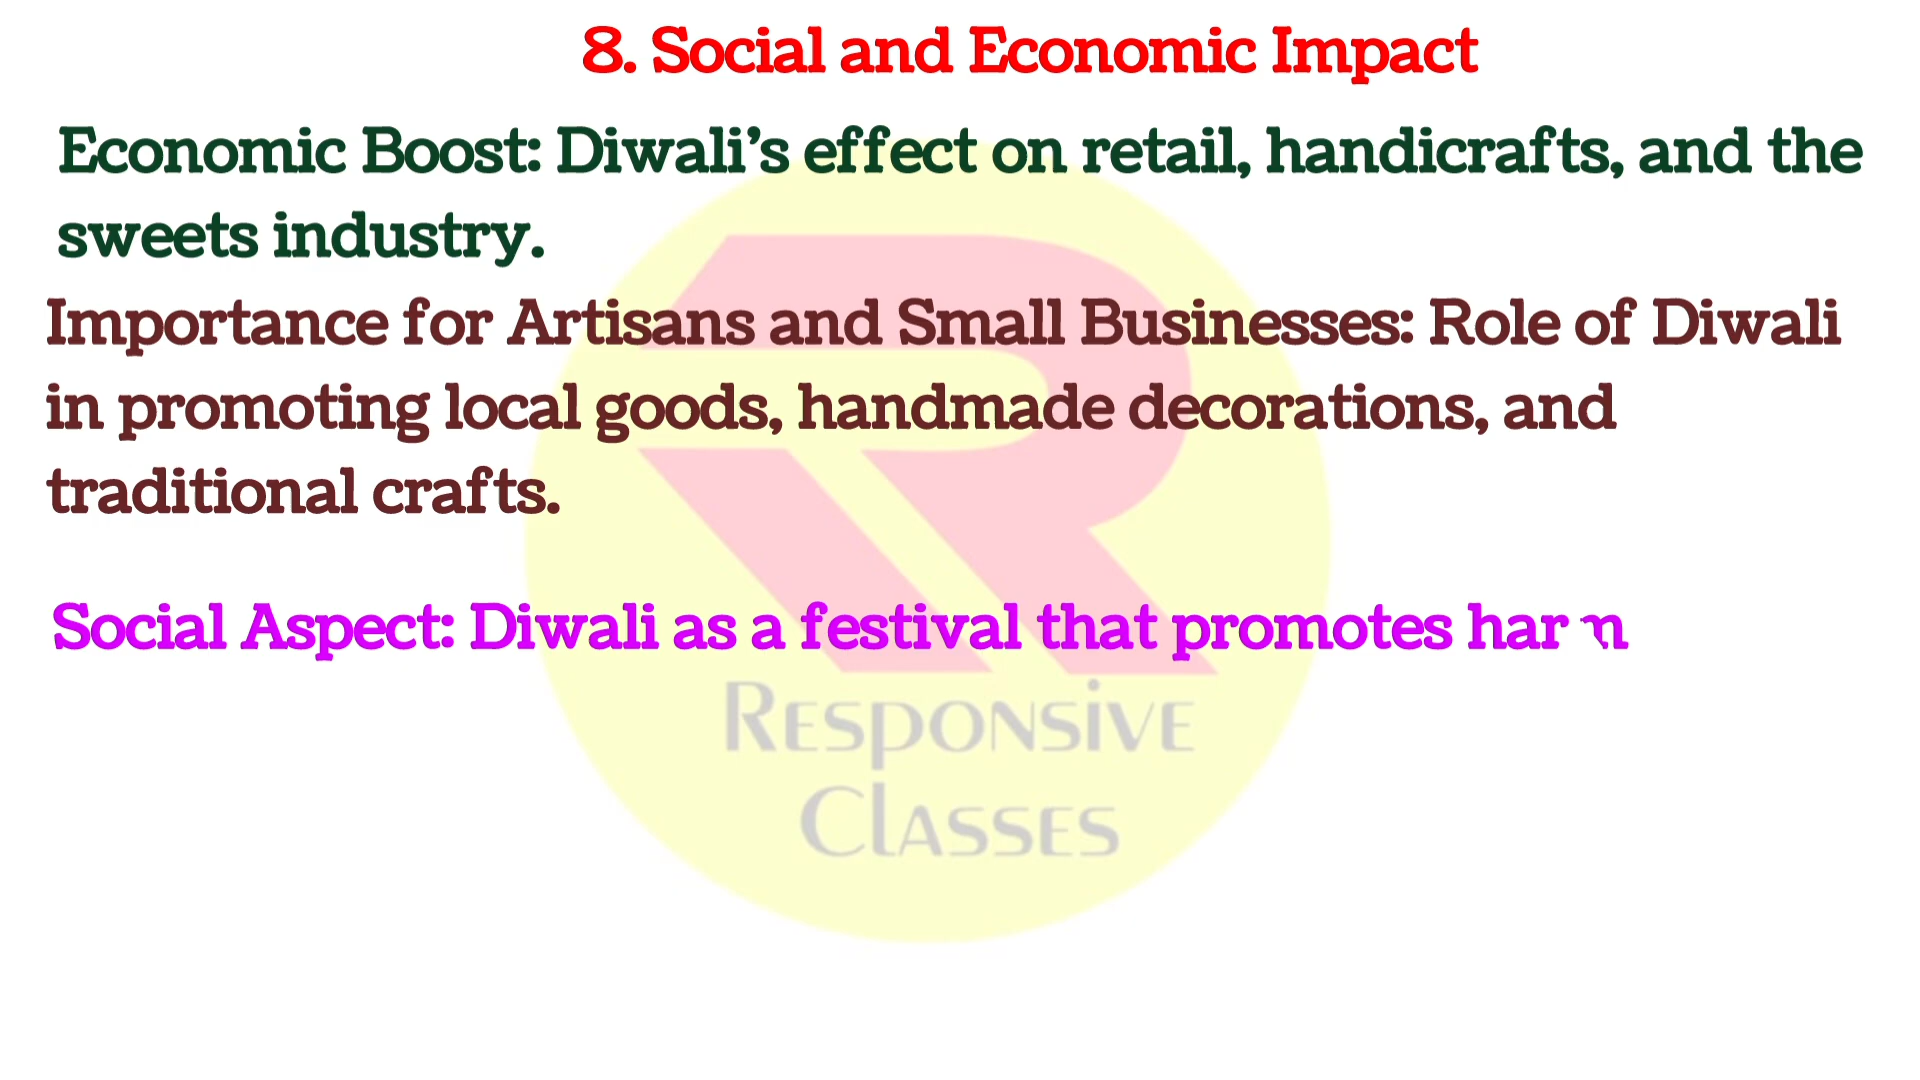 8. Social and Economic Impact
Economic Boost: Diwali’s effect on retail, handicrafts, and the
sweets industry.
Importance for Artisans and Small Businesses: Role of Diwali
in promoting local goods, handmade decorations, and
traditional crafts.
Social Aspect: Diwali as a festival that promotes
Responsive
Classes